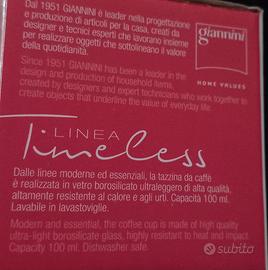 Dal 1951 GIANNINI è leader nella progettazione
e produzione di articoli per la casa, creati da
designer e tecnici esperti che lavorano insieme
per realizzare oggetti che sottolineano il valore
della quotidianità.
giannini
HOME VALUES
Since 1951 GIANNINI has been a leader in the
design and production of household items,
created by designers and expert technicians who work together to
create objects that underline the value of everyday life.
LINEA
Timeless
Dalle linee moderne ed essenziali, la tazzina da caffè
è realizzata in vetro borosilicato ultraleggero di alta qualità,
altamente resistente al calore e agli urti. Capacità 100 ml.
Lavabile in lavastoviglie.
Modern and essential, the coffee cup is made of high quality
ultra-light borosilicate glass, highly resistant to heat and impact.
Capacity 100 ml. Dishwasher safe.
subito